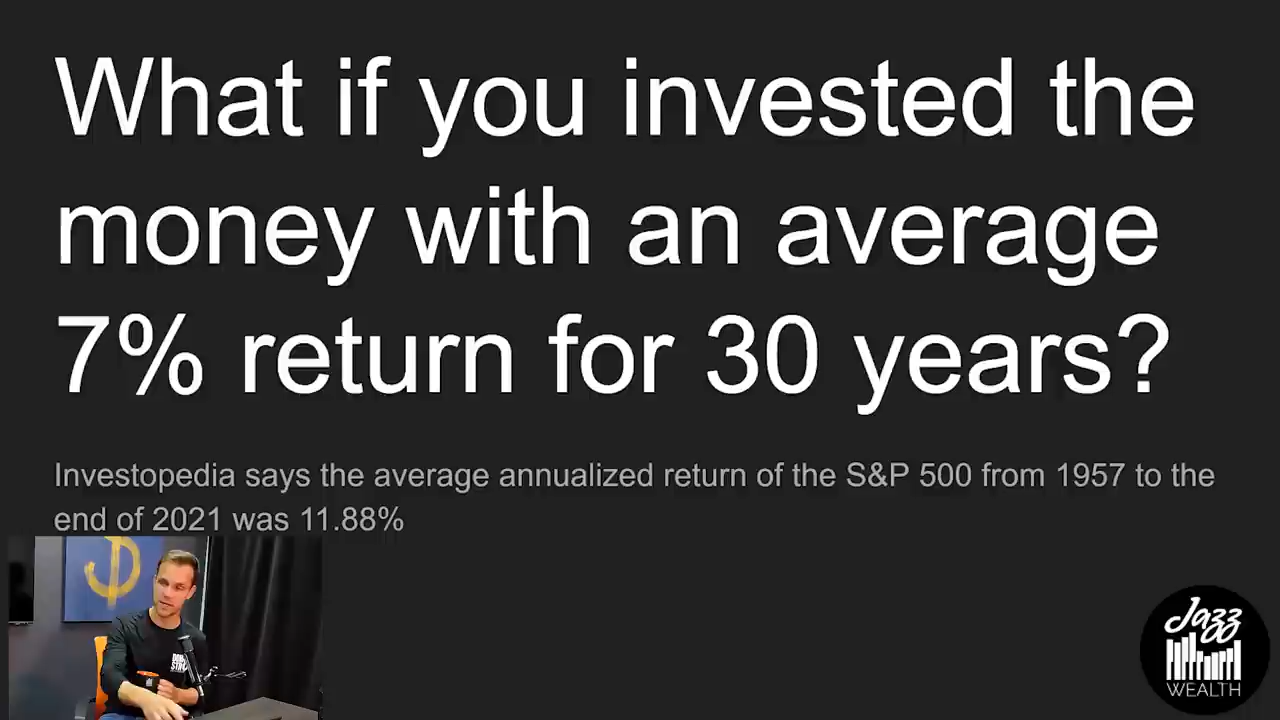 What if you invested the
money with an average
7% return for 30 years?
Investopedia says the average annualized return of the S&P 500 from 1957 to the
end of 2021 was 11.88%
Jazz
WEALTH